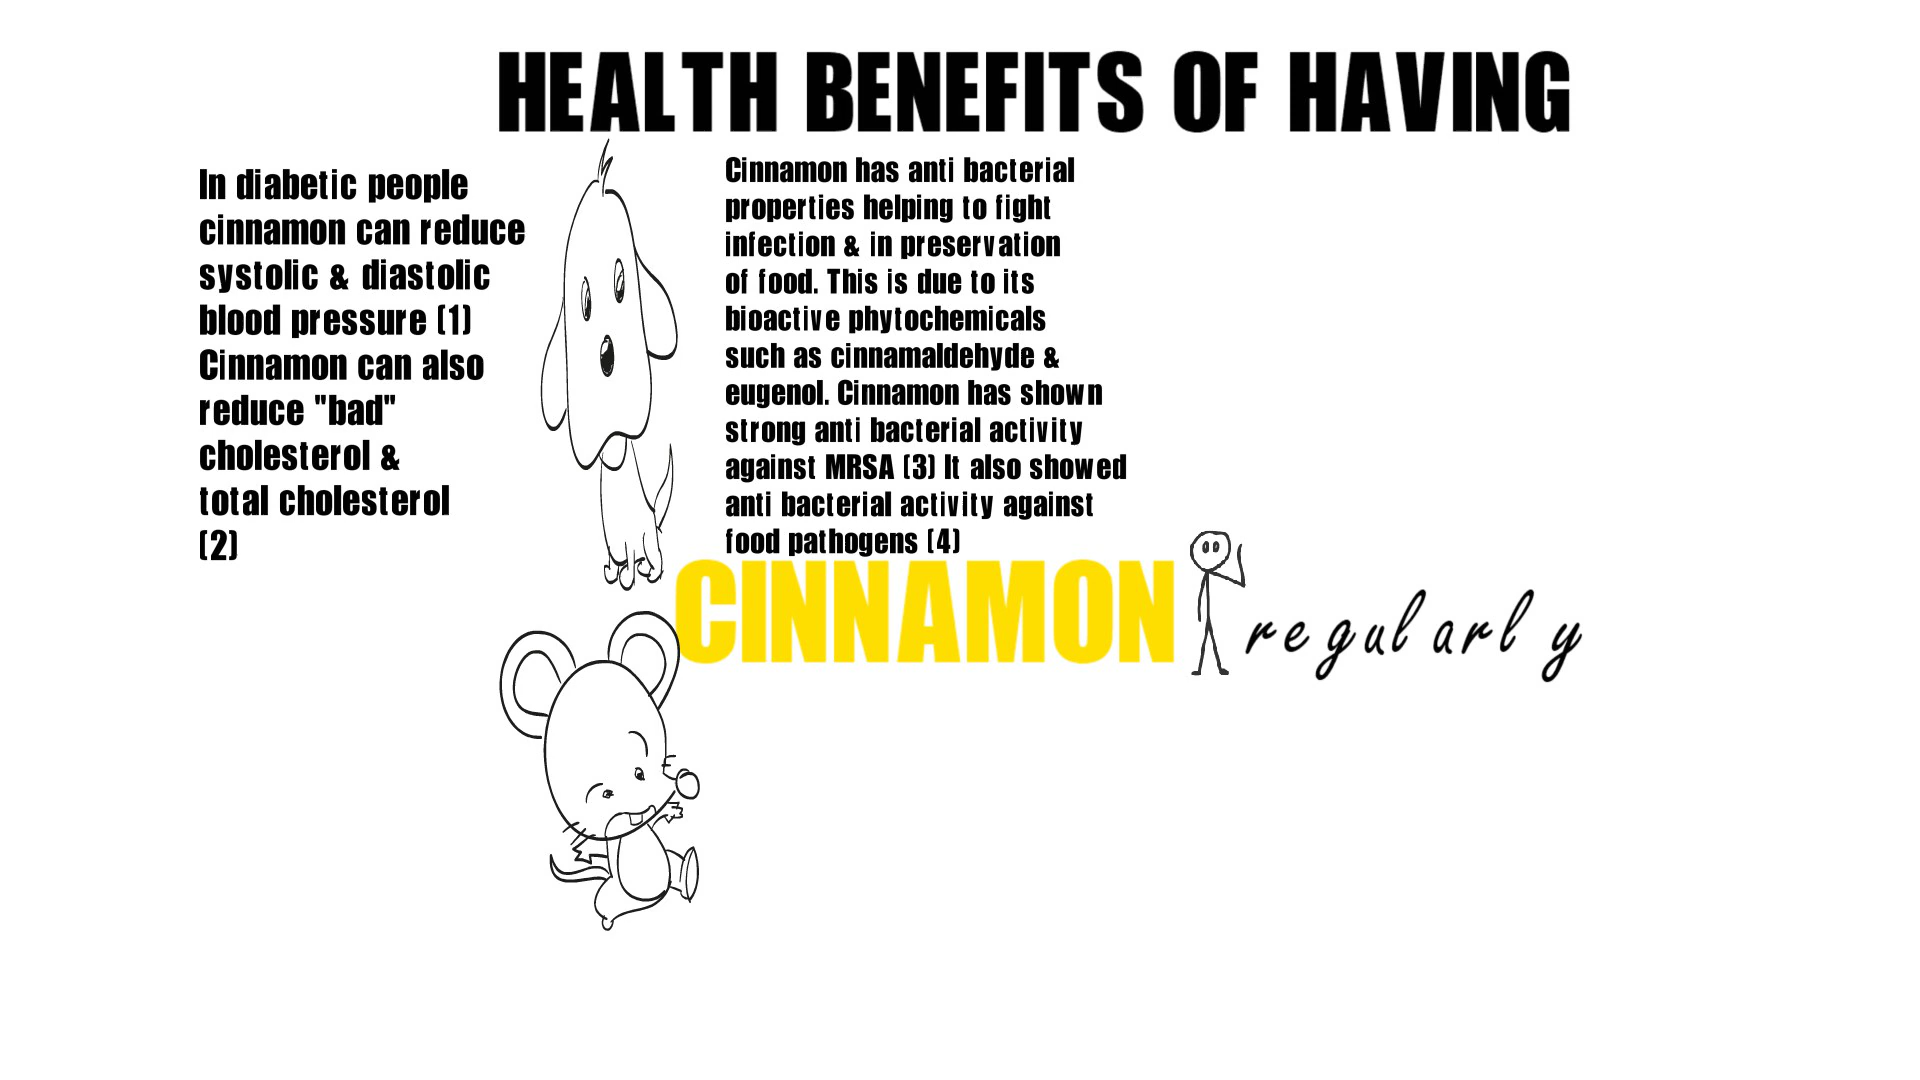 HEALTH BENEFITS OF HAVING
In diabetic people
cinnamon can reduce
systolic & diastolic
blood pressure (1)
Cinnamon can also
reduce "bad"
cholesterol &
total cholesterol
(2)
Cinnamon has anti bacterial
properties helping to fight
infection & in preservation
of food. This is due to its
bioactive phytochemicals
such as cinnamaldehyde &
eugenol. Cinnamon has shown
strong anti bacterial activity
against MRSA (3) It also showed
anti bacterial activity against
food pathogens (4)
CINNAMON
regularly